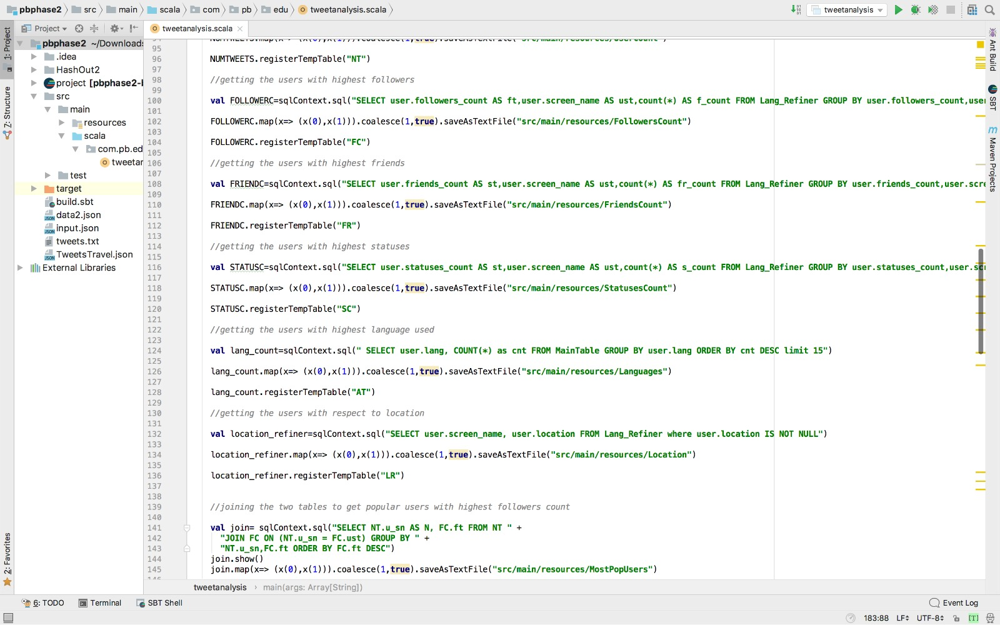 pbphase2 src main scala com pb edu tweetanalysis.scala tweetanalysis
Project tweetanalysis.scala
1: Project
7: Structure
2: Favorites
pbphase2 ~/Downloads
.idea
HashOut2
project [pbphase2-
src
main
resources
scala
com.pb.ed
tweetar
test
target
build.sbt
data2.json
input.json
tweets.txt
TweetsTravel.json
External Libraries
95
96 NUMTWEETS.registerTempTable("NT")
97
98 //getting the users with highest followers
99
100 val FOLLOWERC=sqlContext.sql("SELECT user.followers_count AS ft,user.screen_name AS ust,count(*) AS f_count FROM Lang_Refiner GROUP BY user.followers_count,use
101
102 FOLLOWERC.map(x=> (x(0),x(1))).coalesce(1,true).saveAsTextFile("src/main/resources/FollowersCount")
103
104 FOLLOWERC.registerTempTable("FC")
105
106 //getting the users with highest friends
107
108 val FRIENDC=sqlContext.sql("SELECT user.friends_count AS st,user.screen_name AS ust,count(*) AS fr_count FROM Lang_Refiner GROUP BY user.friends_count,user.scre
109
110 FRIENDC.map(x=> (x(0),x(1))).coalesce(1,true).saveAsTextFile("src/main/resources/FriendsCount")
111
112 FRIENDC.registerTempTable("FR")
113
114 //getting the users with highest statuses
115
116 val STATUSC=sqlContext.sql("SELECT user.statuses_count AS st,user.screen_name AS ust,count(*) AS s_count FROM Lang_Refiner GROUP BY user.statuses_count,user.sc
117
118 STATUSC.map(x=> (x(0),x(1))).coalesce(1,true).saveAsTextFile("src/main/resources/StatusesCount")
119
120 STATUSC.registerTempTable("SC")
121
122 //getting the users with highest language used
123
124 val lang_count=sqlContext.sql(" SELECT user.lang, COUNT(*) as cnt FROM MainTable GROUP BY user.lang ORDER BY cnt DESC limit 15")
125
126 lang_count.map(x=> (x(0),x(1))).coalesce(1,true).saveAsTextFile("src/main/resources/Languages")
127
128 lang_count.registerTempTable("AT")
129
130 //getting the users with respect to location
131
132 val location_refiner=sqlContext.sql("SELECT user.screen_name, user.location FROM Lang_Refiner where user.location IS NOT NULL")
133
134 location_refiner.map(x=> (x(0),x(1))).coalesce(1,true).saveAsTextFile("src/main/resources/Location")
135
136 location_refiner.registerTempTable("LR")
137
138
139 //joining the two tables to get popular users with highest followers count
140
141 val join= sqlContext.sql("SELECT NT.u_sn AS N, FC.ft FROM NT " +
142 "JOIN FC ON (NT.u_sn = FC.ust) GROUP BY " +
143 "NT.u_sn,FC.ft ORDER BY FC.ft DESC")
144 join.show()
145 join.map(x=> (x(0),x(1))).coalesce(1,true).saveAsTextFile("src/main/resources/MostPopUsers")
Ant Build
SBT
m Maven Projects
tweetanalysis › main(args: Array[String])
6: TODO Terminal SBT Shell Event Log
183:88 LF UTF-8 [T]